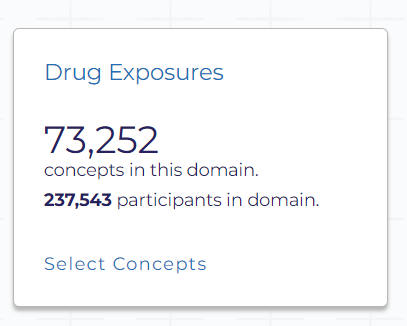 Drug Exposures
73,252
concepts in this domain.
237,543 participants in domain.
Select Concepts